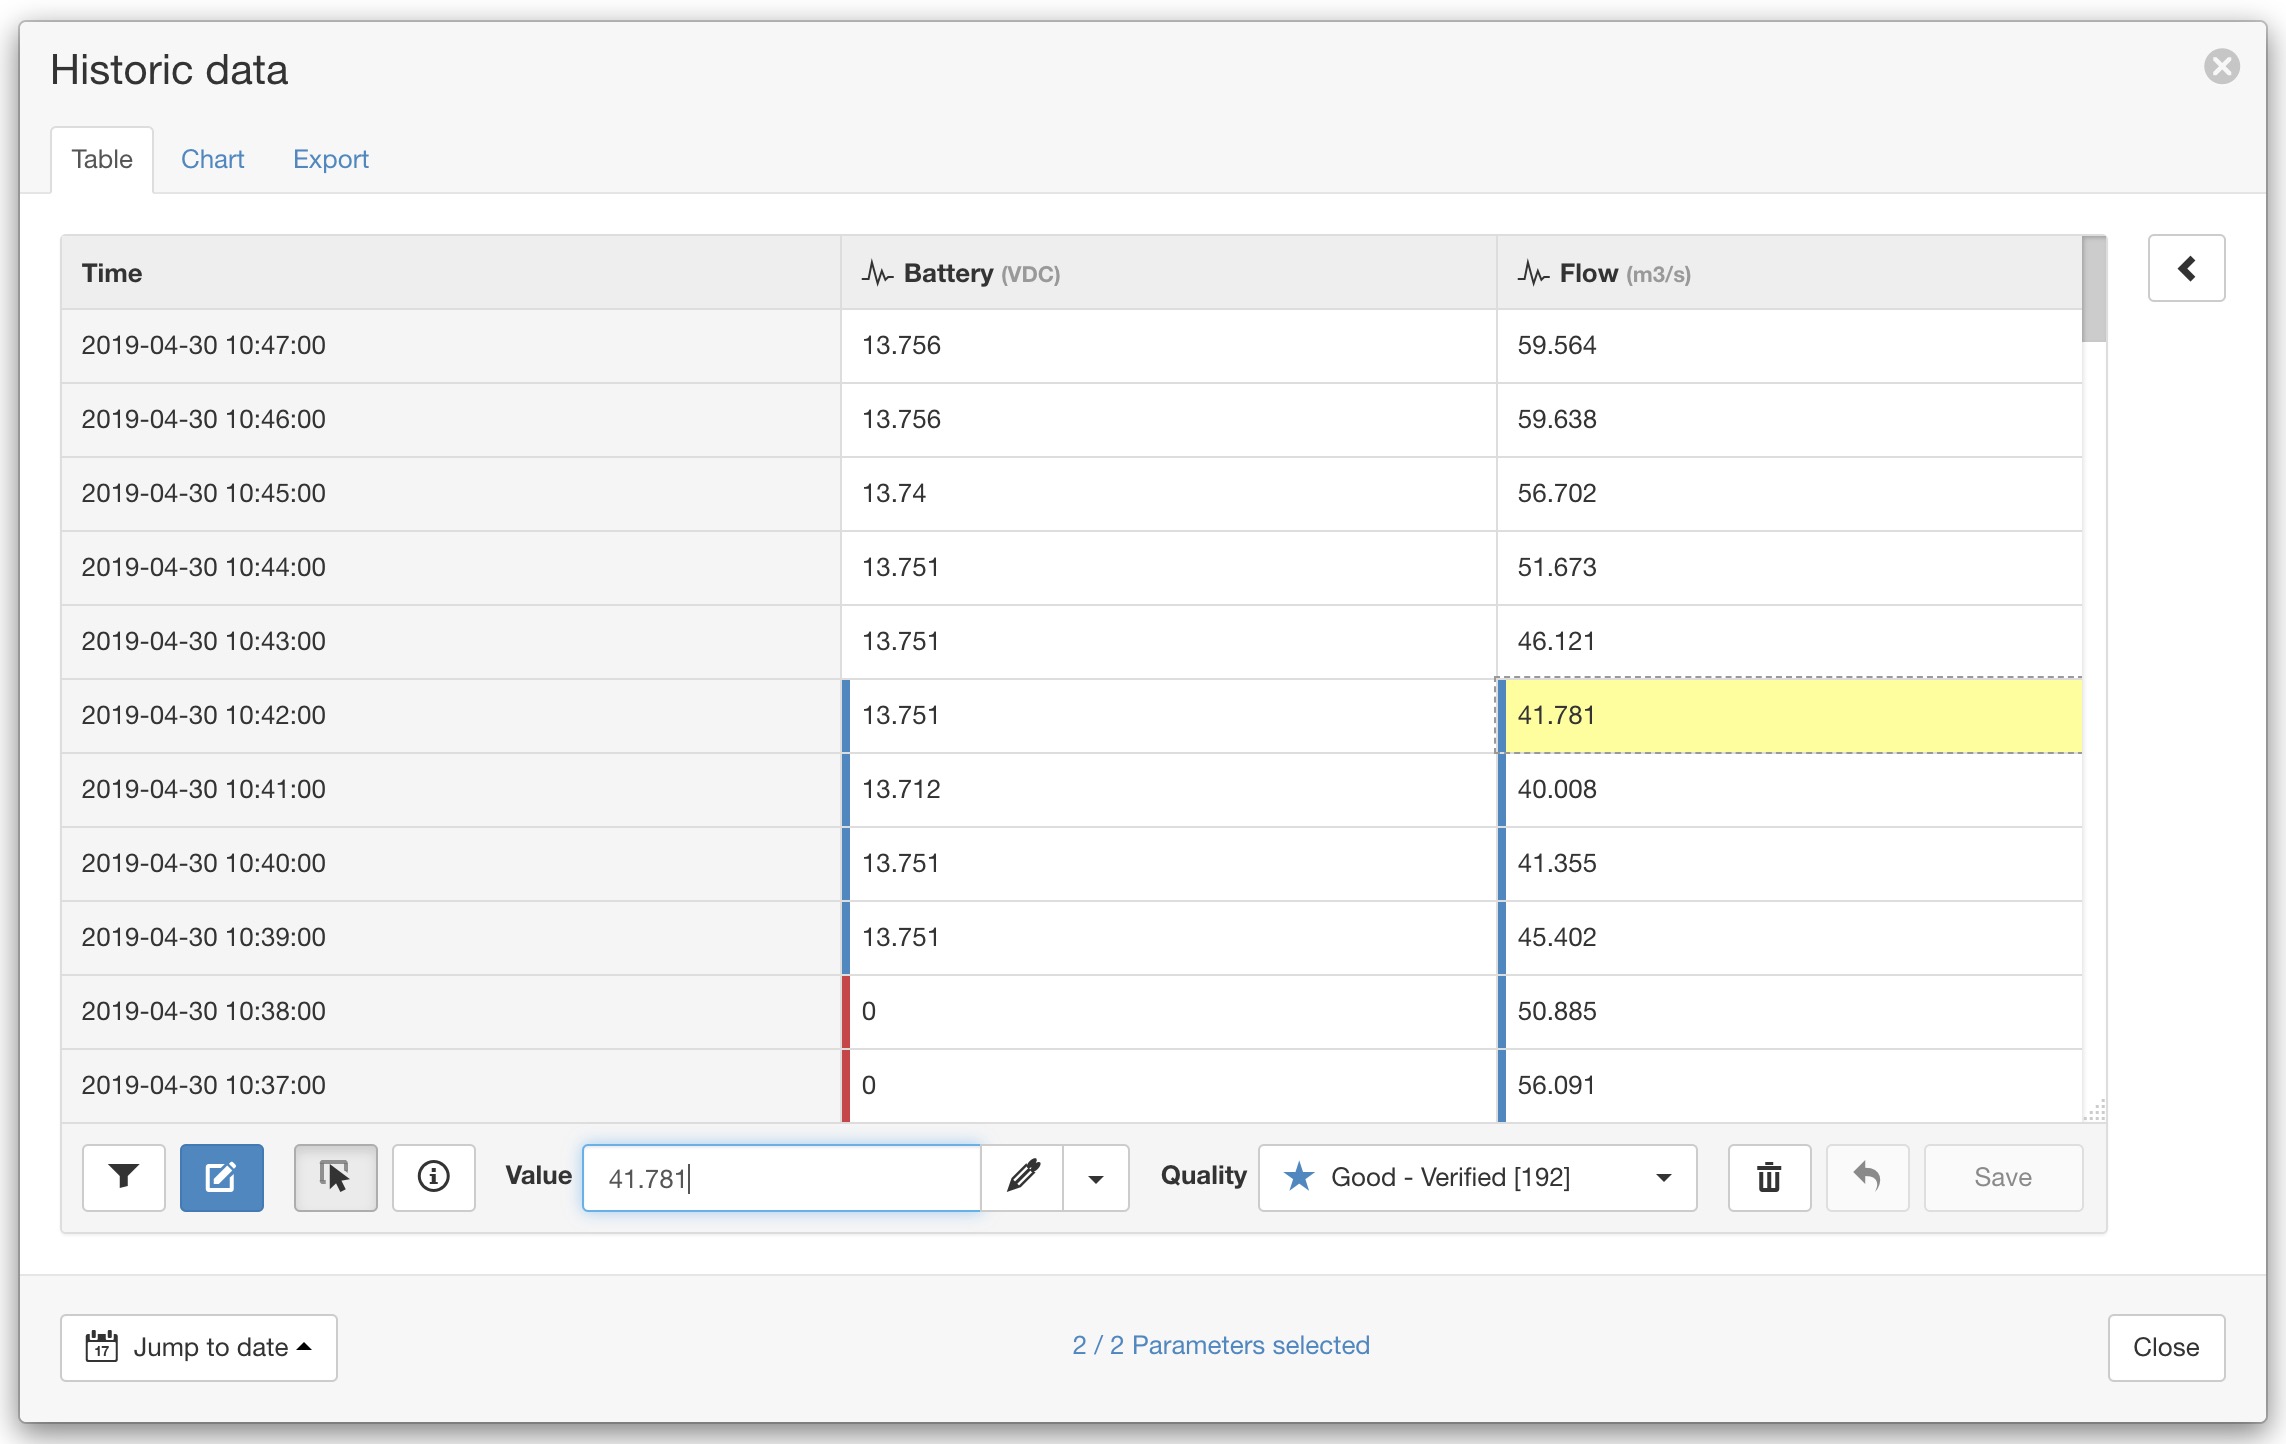 Historic data
Table Chart Export
Time Battery (VDC) Flow (m3/s)
2019-04-30 10:47:00 13.756 59.564
2019-04-30 10:46:00 13.756 59.638
2019-04-30 10:45:00 13.74 56.702
2019-04-30 10:44:00 13.751 51.673
2019-04-30 10:43:00 13.751 46.121
2019-04-30 10:42:00 13.751 41.781
2019-04-30 10:41:00 13.712 40.008
2019-04-30 10:40:00 13.751 41.355
2019-04-30 10:39:00 13.751 45.402
2019-04-30 10:38:00 0 50.885
2019-04-30 10:37:00 0 56.091
Value 41.781 Quality Good - Verified [192] Save
17 Jump to date 2 / 2 Parameters selected Close